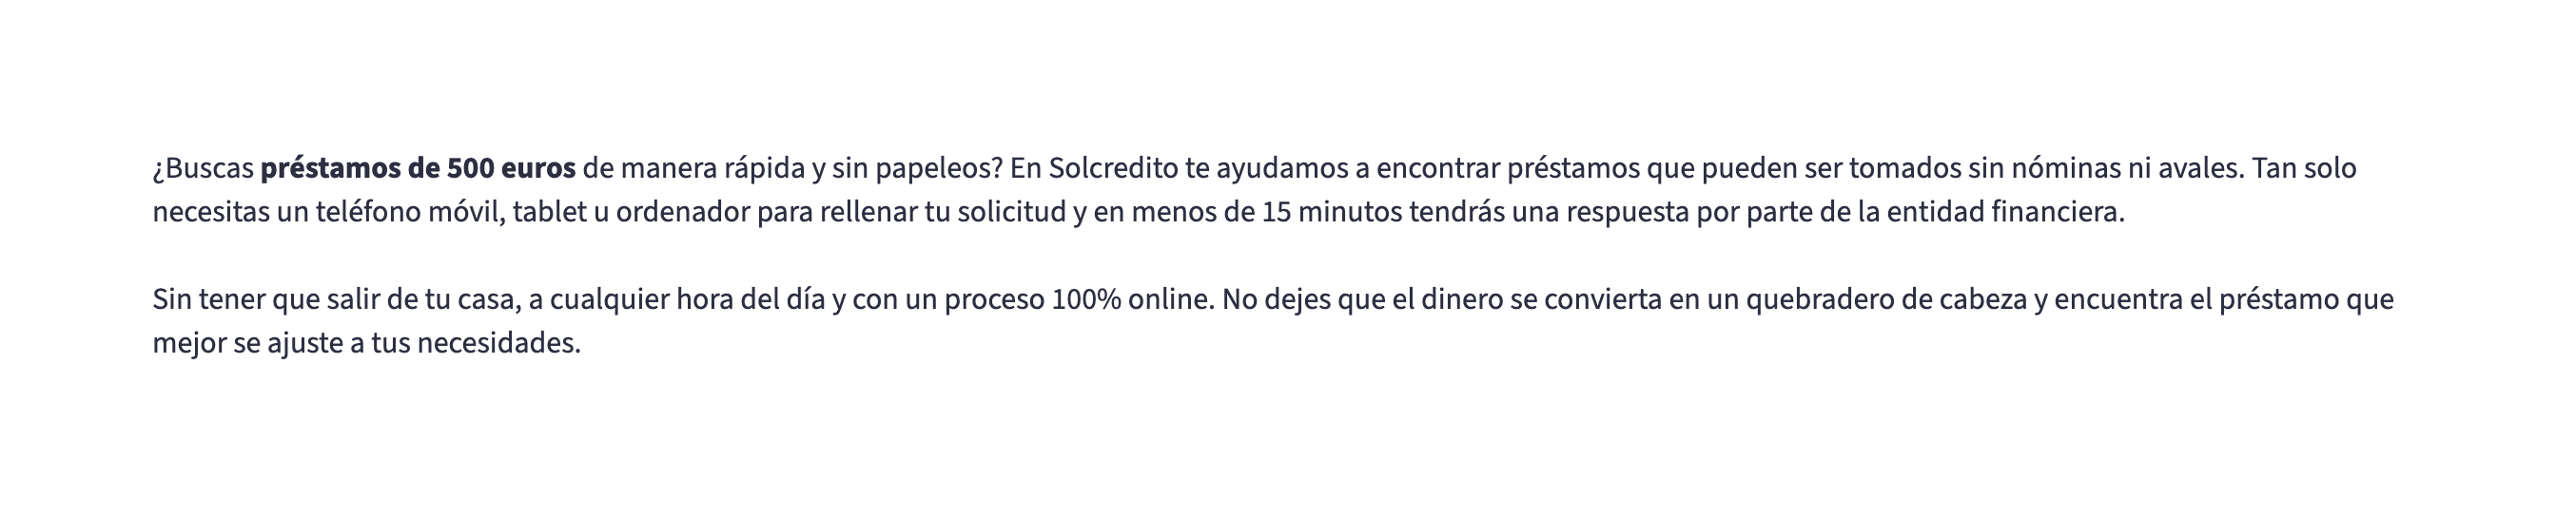 ¿Buscas préstamos de 500 euros de manera rápida y sin papeleos? En Solcredito te ayudamos a encontrar préstamos que pueden ser tomados sin nóminas ni avales. Tan solo
necesitas un teléfono móvil, tablet u ordenador para rellenar tu solicitud y en menos de 15 minutos tendrás una respuesta por parte de la entidad financiera.
Sin tener que salir de tu casa, a cualquier hora del día y con un proceso 100% online. No dejes que el dinero se convierta en un quebradero de cabeza y encuentra el préstamo que
mejor se ajuste a tus necesidades.